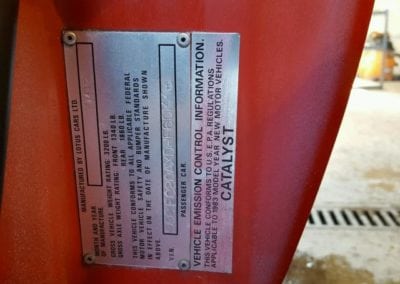 MANUFACTURED BY LOTUS CARS LTD.
MONTH AND YEAR
OF MANUFACTURE
GROSS VEHICLE WEIGHT RATING: 3200 LB.
GROSS AXLE WEIGHT RATING: FRONT 1340 LB.
REAR 1860 LB.
THIS VEHICLE CONFORMS TO ALL APPLICABLE FEDERAL
MOTOR VEHICLE SAFETY AND BUMPER STANDARDS
IN EFFECT ON THE DATE OF MANUFACTURE SHOWN
ABOVE.
V.I.N.
PASSENGER CAR.
VEHICLE EMISSION CONTROL INFORMATION.
THIS VEHICLE CONFORMS TO U.S. E.P.A. REGULATIONS
APPLICABLE TO 1983 MODEL YEAR NEW MOTOR VEHICLES.
CATALYST